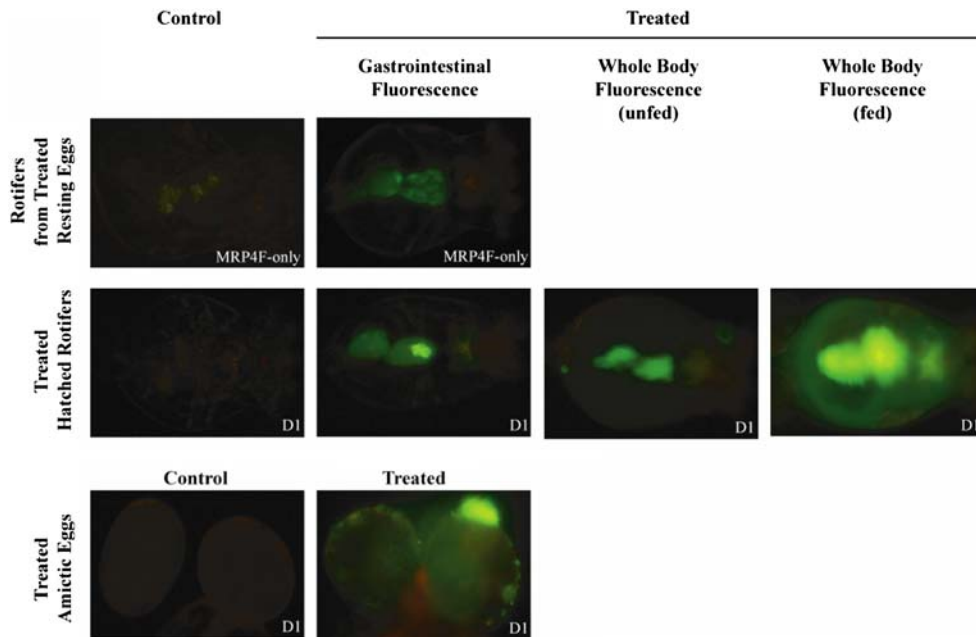 Control
Treated
Gastrointestinal
Fluorescence
Whole Body
Fluorescence
(unfed)
Whole Body
Fluorescence
(fed)
Rotifers
from Treated
Resting Eggs
MRP4F-only
MRP4F-only
Treated
Hatched Rotifers
D1
D1
D1
D1
Control
Treated
Treated
Amictic Eggs
D1
D1